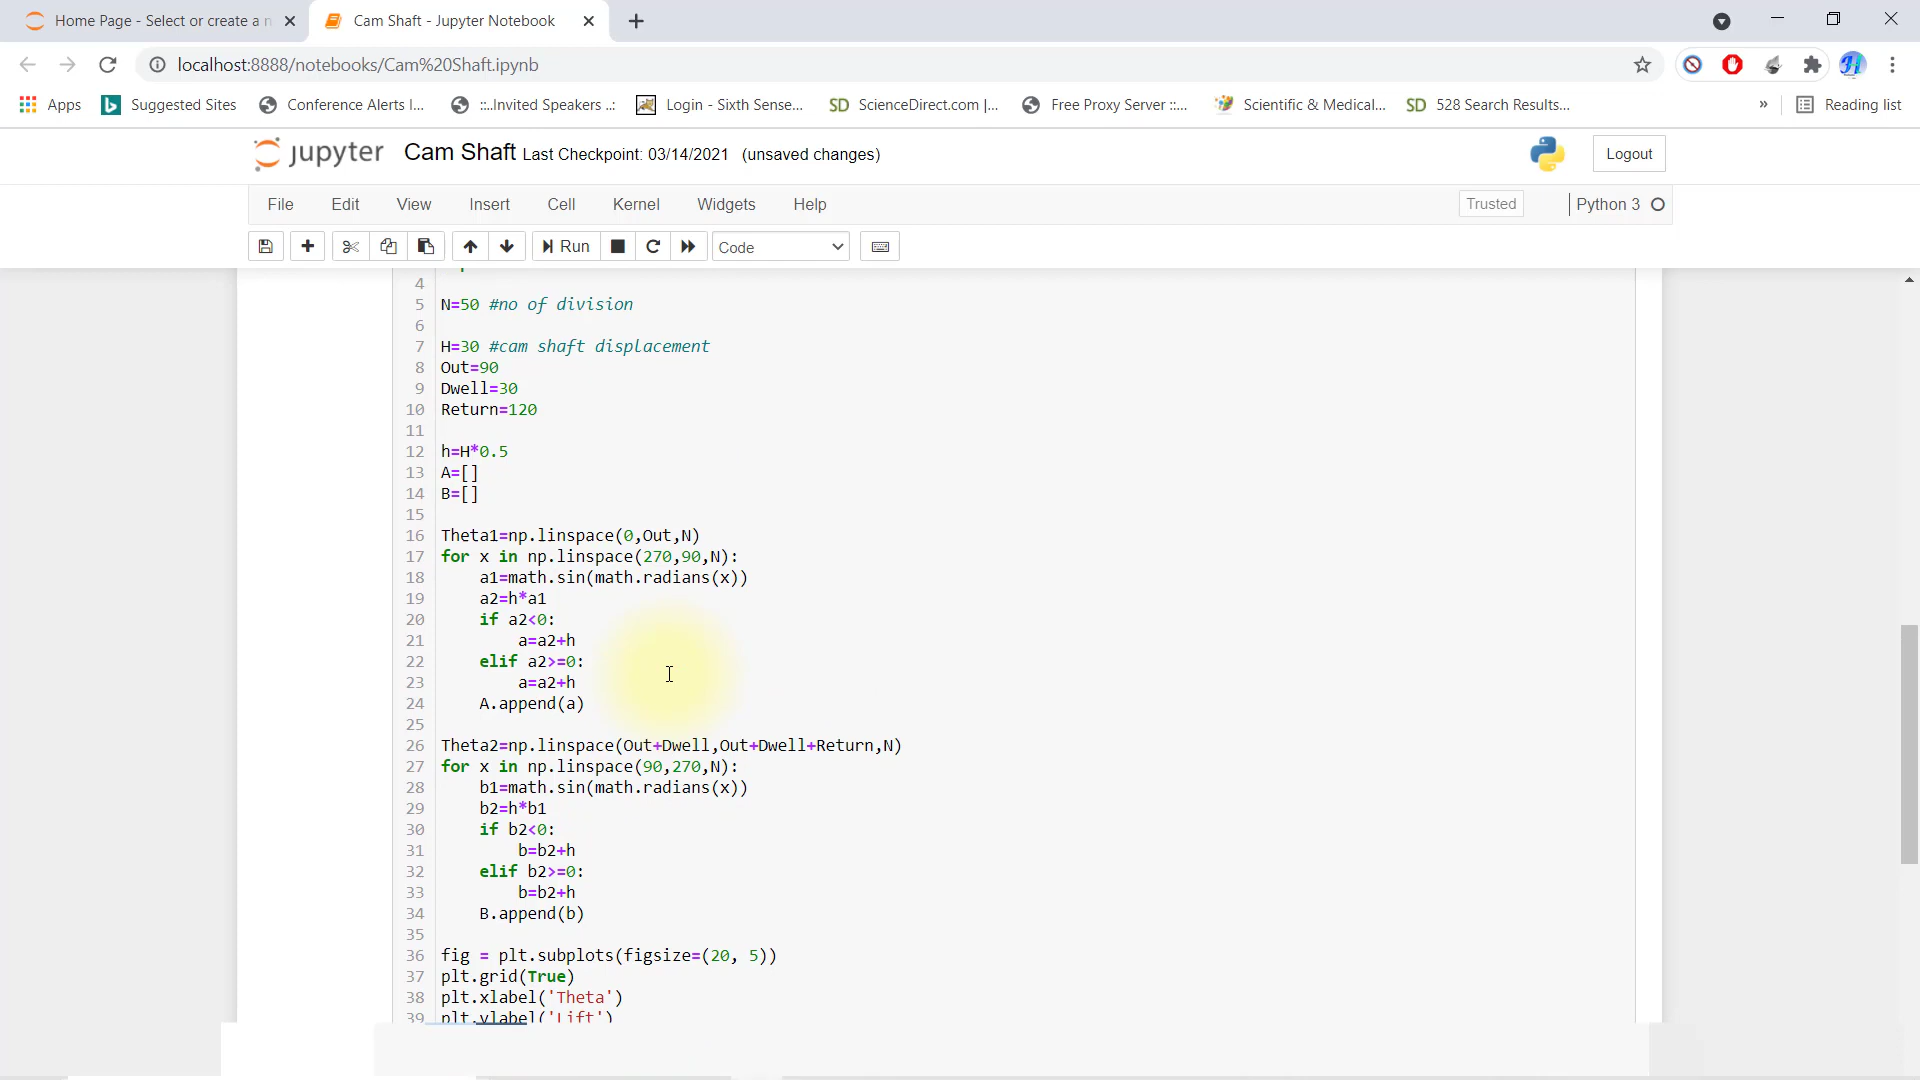 Home Page - Select or create a n
Cam Shaft - Jupyter Notebook
localhost:8888/notebooks/Cam%20Shaft.ipynb
Apps
Suggested Sites
Conference Alerts I...
::..Invited Speakers ..:
Login - Sixth Sense...
SD ScienceDirect.com |...
Free Proxy Server ::...
Scientific & Medical...
SD 528 Search Results...
»
Reading list
jupyter Cam Shaft Last Checkpoint: 03/14/2021 (unsaved changes)
Logout
File Edit View Insert Cell Kernel Widgets Help
Trusted
Python 3
Run
Code
4
5 N=50 #no of division
6
7 H=30 #cam shaft displacement
8 Out=90
9 Dwell=30
10 Return=120
11
12 h=H*0.5
13 A=[]
14 B=[]
15
16 Theta1=np.linspace(0,Out,N)
17 for x in np.linspace(270,90,N):
18 a1=math.sin(math.radians(x))
19 a2=h*a1
20 if a2<0:
21 a=a2+h
22 elif a2>=0:
23 a=a2+h
24 A.append(a)
25
26 Theta2=np.linspace(Out+Dwell,Out+Dwell+Return,N)
27 for x in np.linspace(90,270,N):
28 b1=math.sin(math.radians(x))
29 b2=h*b1
30 if b2<0:
31 b=b2+h
32 elif b2>=0:
33 b=b2+h
34 B.append(b)
35
36 fig = plt.subplots(figsize=(20, 5))
37 plt.grid(True)
38 plt.xlabel('Theta')
39 plt.ylabel('Lift')